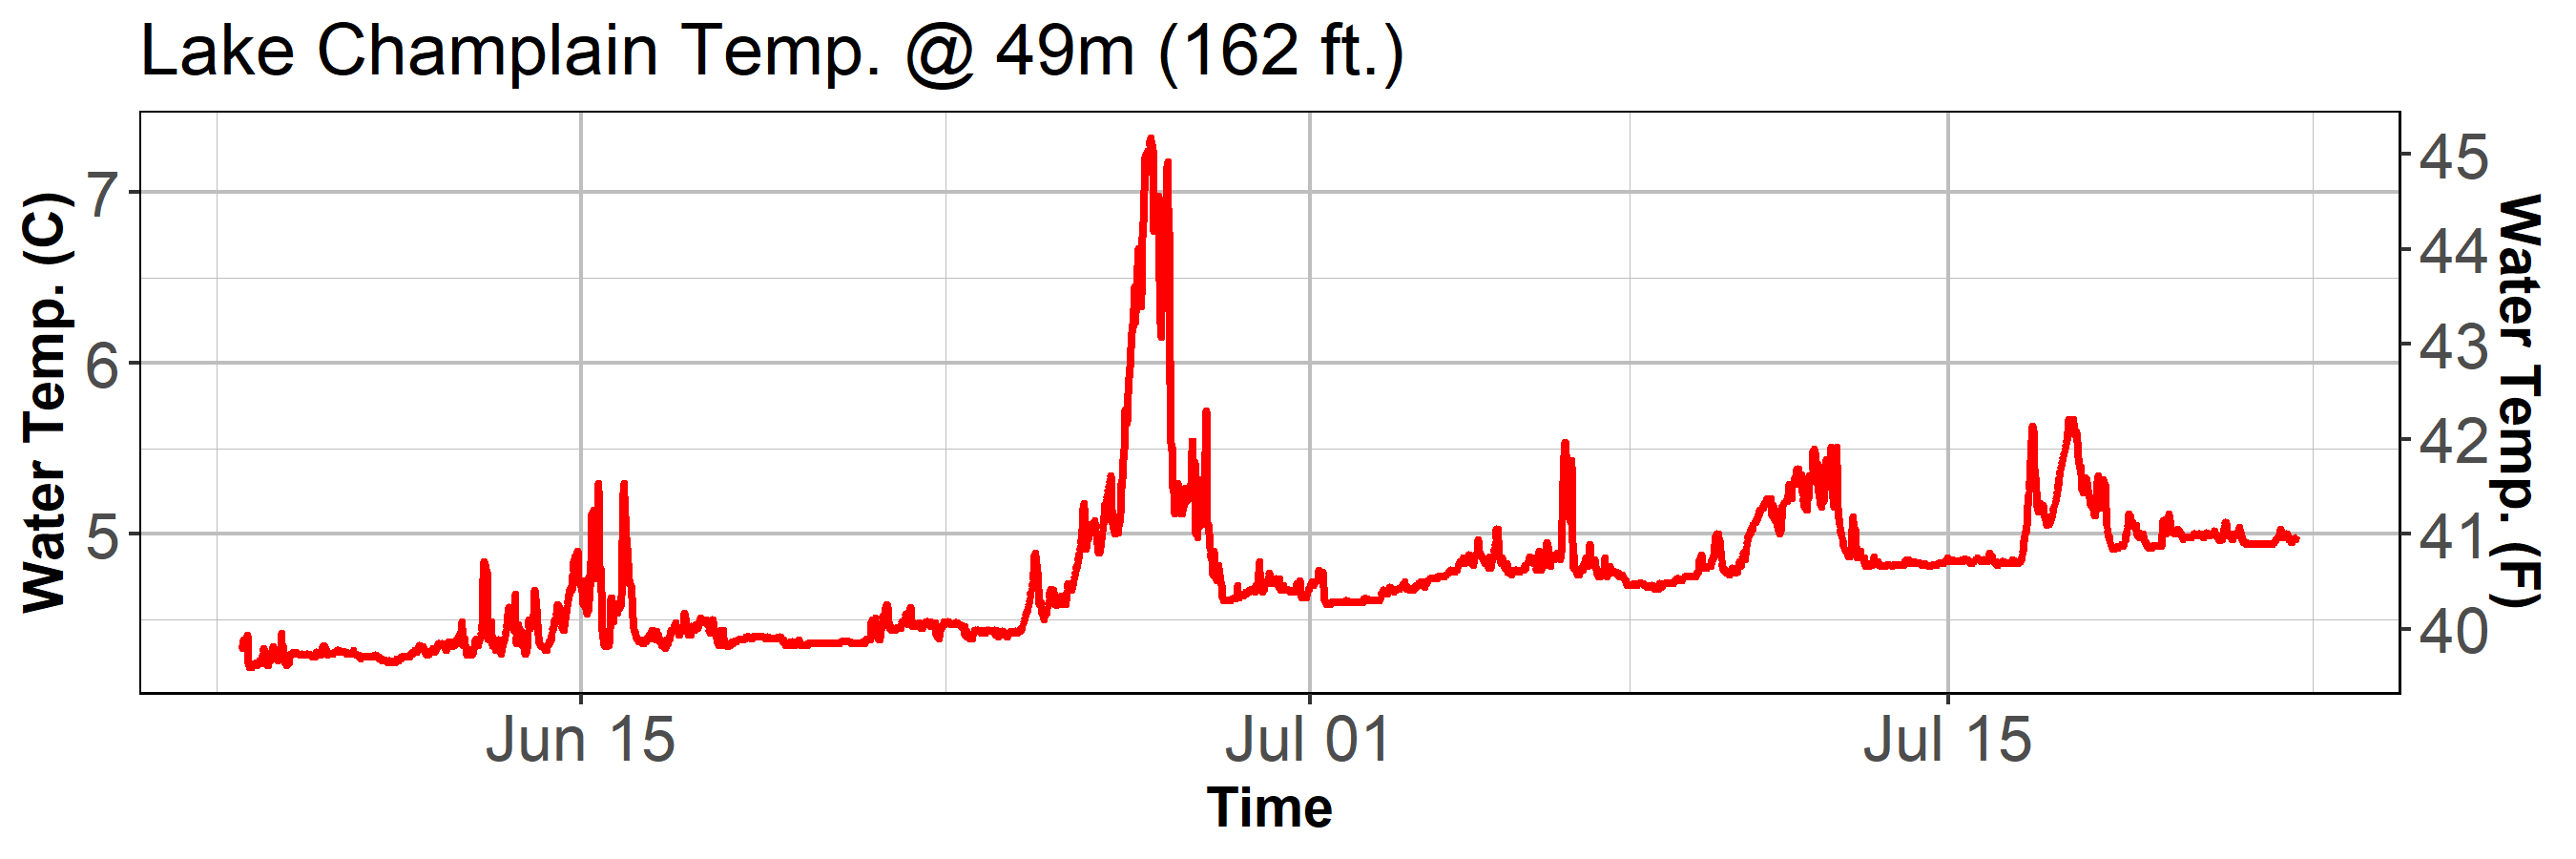 Lake Champlain Temp. @ 49m (162 ft.)
Water Temp. (C)
7
6
5
45
44
43
42
41
40
Water Temp. (F)
Jun 15
Jul 01
Jul 15
Time